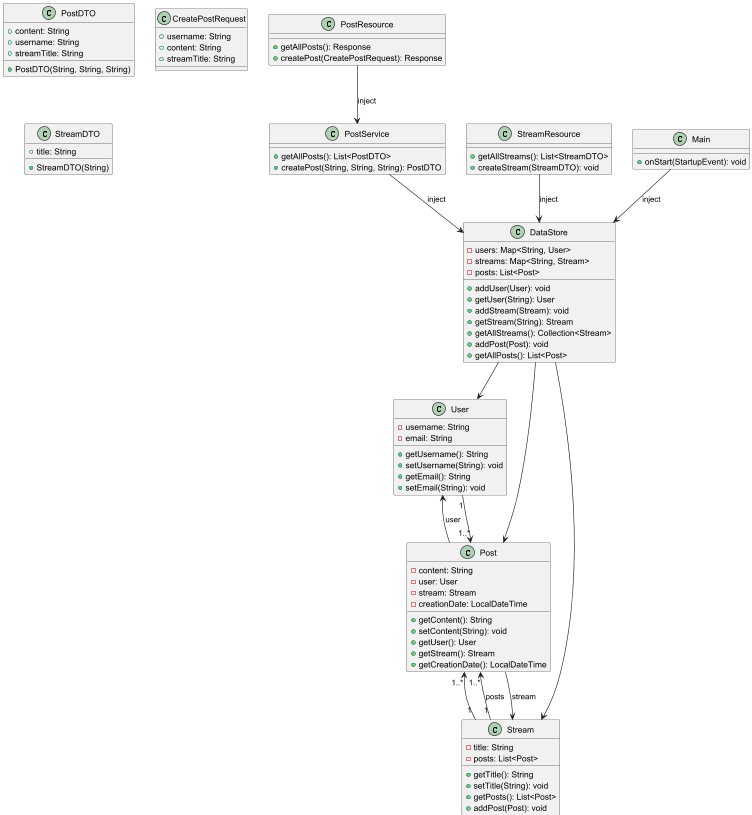 C PostDTO
content: String
username: String
streamTitle: String
PostDTO(String, String, String)
C CreatePostRequest
username: String
content: String
streamTitle: String
C PostResource
getAllPosts(): Response
createPost(CreatePostRequest): Response
inject
C StreamDTO
title: String
StreamDTO(String)
C PostService
getAllPosts(): List<PostDTO>
createPost(String, String, String): PostDTO
C StreamResource
getAllStreams(): List<StreamDTO>
createStream(StreamDTO): void
C Main
onStart(StartupEvent): void
inject
inject
inject
C DataStore
users: Map<String, User>
streams: Map<String, Stream>
posts: List<Post>
addUser(User): void
getUser(String): User
addStream(Stream): void
getStream(String): Stream
getAllStreams(): Collection<Stream>
addPost(Post): void
getAllPosts(): List<Post>
C User
username: String
email: String
getUsername(): String
setUsername(String): void
getEmail(): String
setEmail(String): void
1
user
1..*
C Post
content: String
user: User
stream: Stream
creationDate: LocalDateTime
getContent(): String
setContent(String): void
getUser(): User
getStream(): Stream
getCreationDate(): LocalDateTime
1..*
1..*
posts
stream
1
1
C Stream
title: String
posts: List<Post>
getTitle(): String
setTitle(String): void
getPosts(): List<Post>
addPost(Post): void